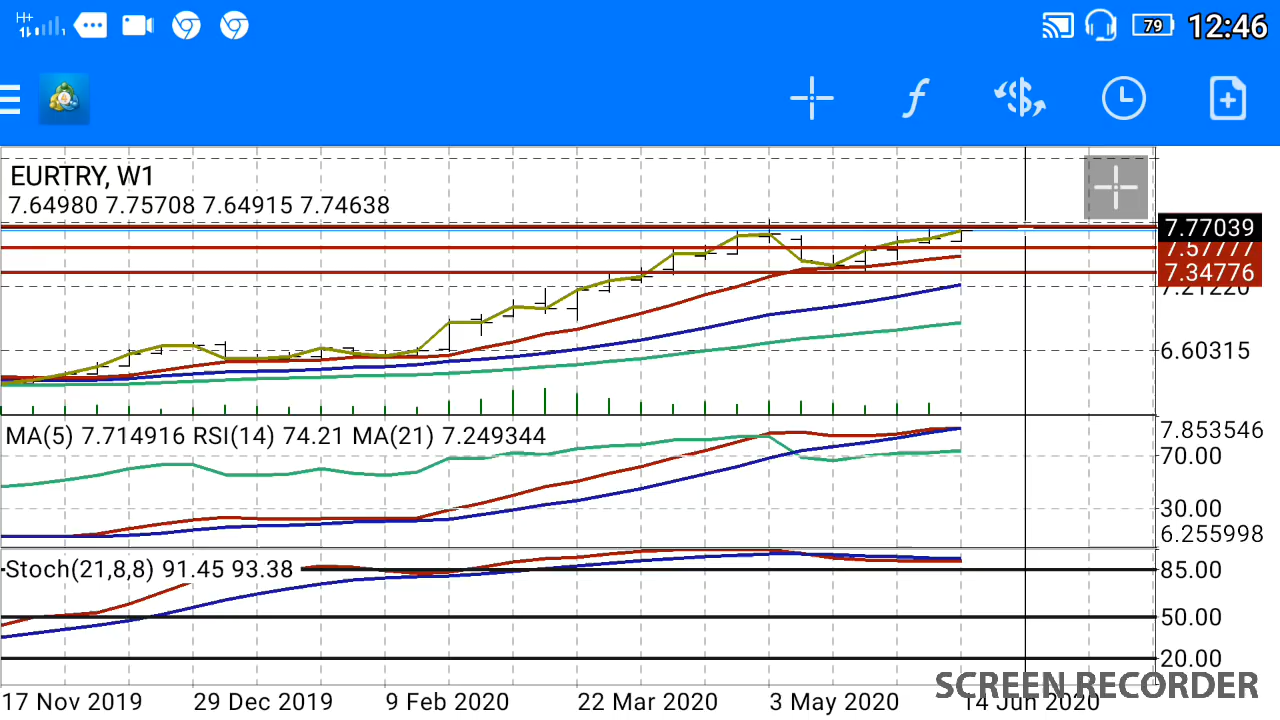 H+ 79 12:46
EURTRY, W1
7.64980 7.75708 7.64915 7.74638
7.77039
7.57777
7.34776
7.21220
6.60315
MA(5) 7.714916 RSI(14) 74.21 MA(21) 7.249344
7.853546
70.00
30.00
6.255998
Stoch(21,8,8) 91.45 93.38
85.00
50.00
20.00
17 Nov 2019 29 Dec 2019 9 Feb 2020 22 Mar 2020 3 May 2020 14 Jun 2020
SCREEN RECORDER